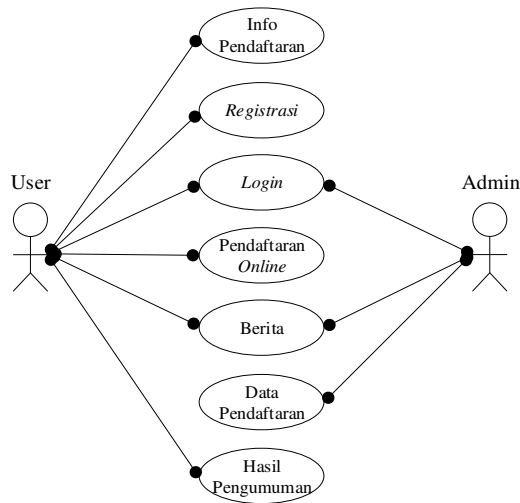 Info
Pendaftaran
Registrasi
User
Login
Admin
Pendaftaran
Online
Berita
Data
Pendaftaran
Hasil
Pengumuman